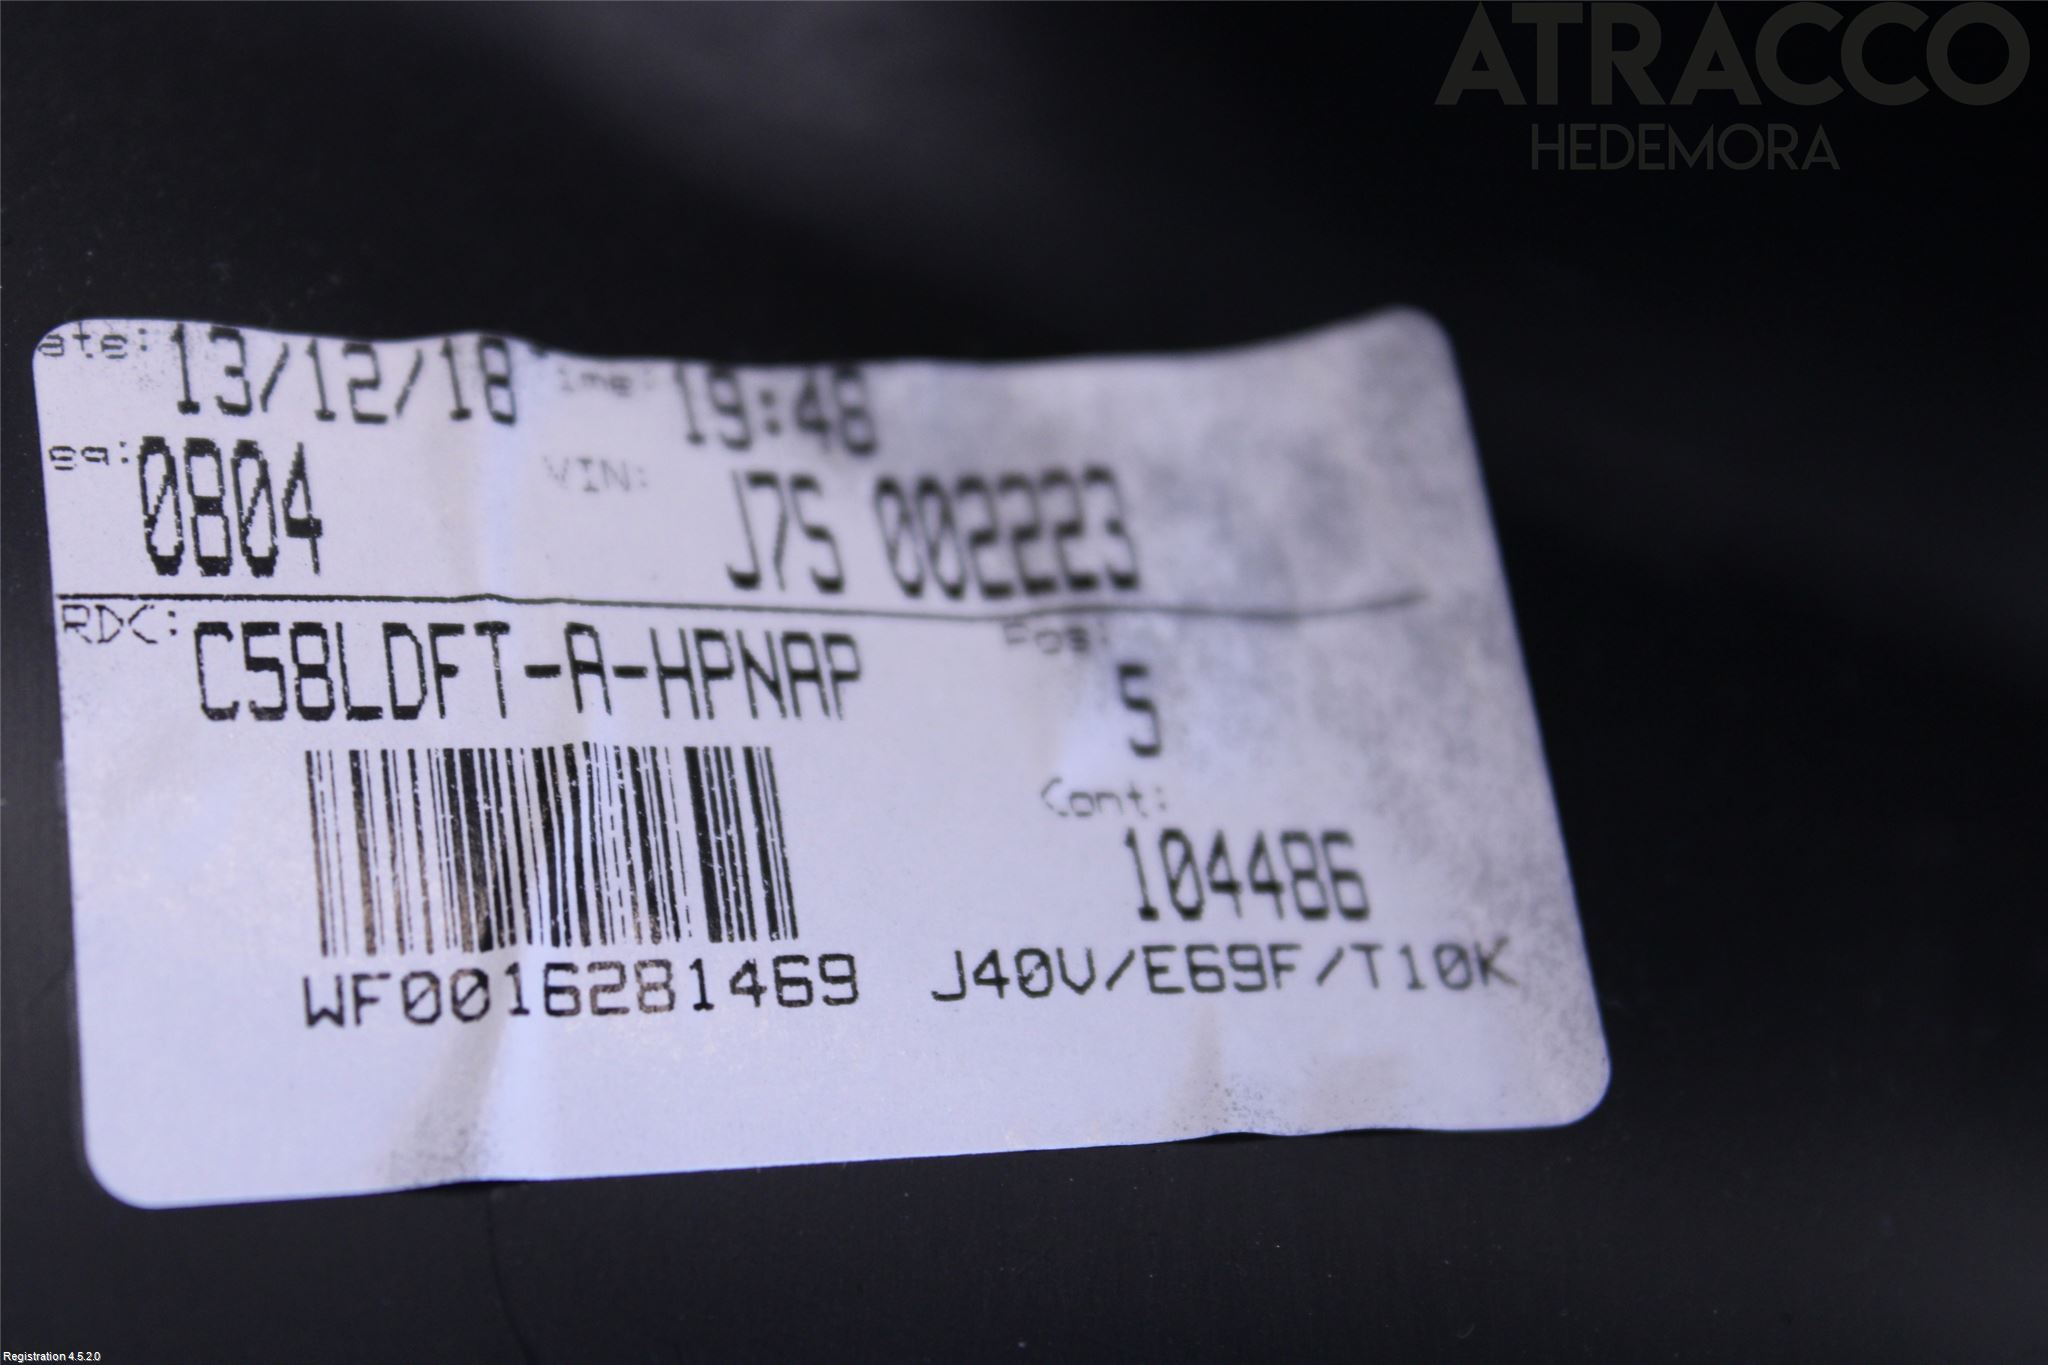 ATRACCO
HEDEMORA
ate: 13/12/18 ime: 19:48
eq: 0804 VIN: J7S 002223
RDC: C58LDFT-A-HPNAP Pos: 5
Cont: 104486
WF0016281469 J40V/E69F/T10K
Registration 4.5.2.0